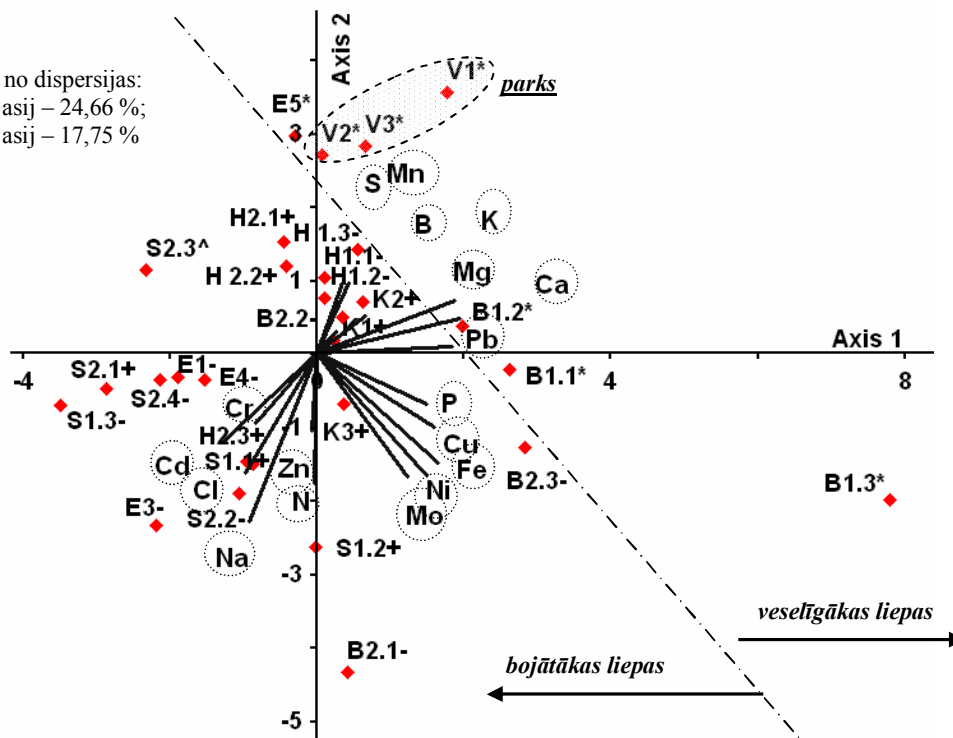 Axis 2
V1*
parks
no dispersijas:
asij – 24,66 %;
asij – 17,75 %
E5*
3
V2*
V3*
S
Mn
B
K
H2.1+
H 1.3-
S2.3^
H1.1-
H 2.2+
1
H1.2-
Mg
Ca
K2+
B2.2-
B1.2*
K1+
Pb
Axis 1
-4
0
4
8
S2.1+
E1-
E4-
B1.1*
S2.4-
S1.3-
Cr
P
-1
K3+
H2.3+
Cu
Cd
S1.1+
Zn
Fe
B2.3-
B1.3*
Cl
Ni
N
E3-
S2.2-
Mo
Na
S1.2+
-3
veselīgākas liepas
B2.1-
bojātākas liepas
-5